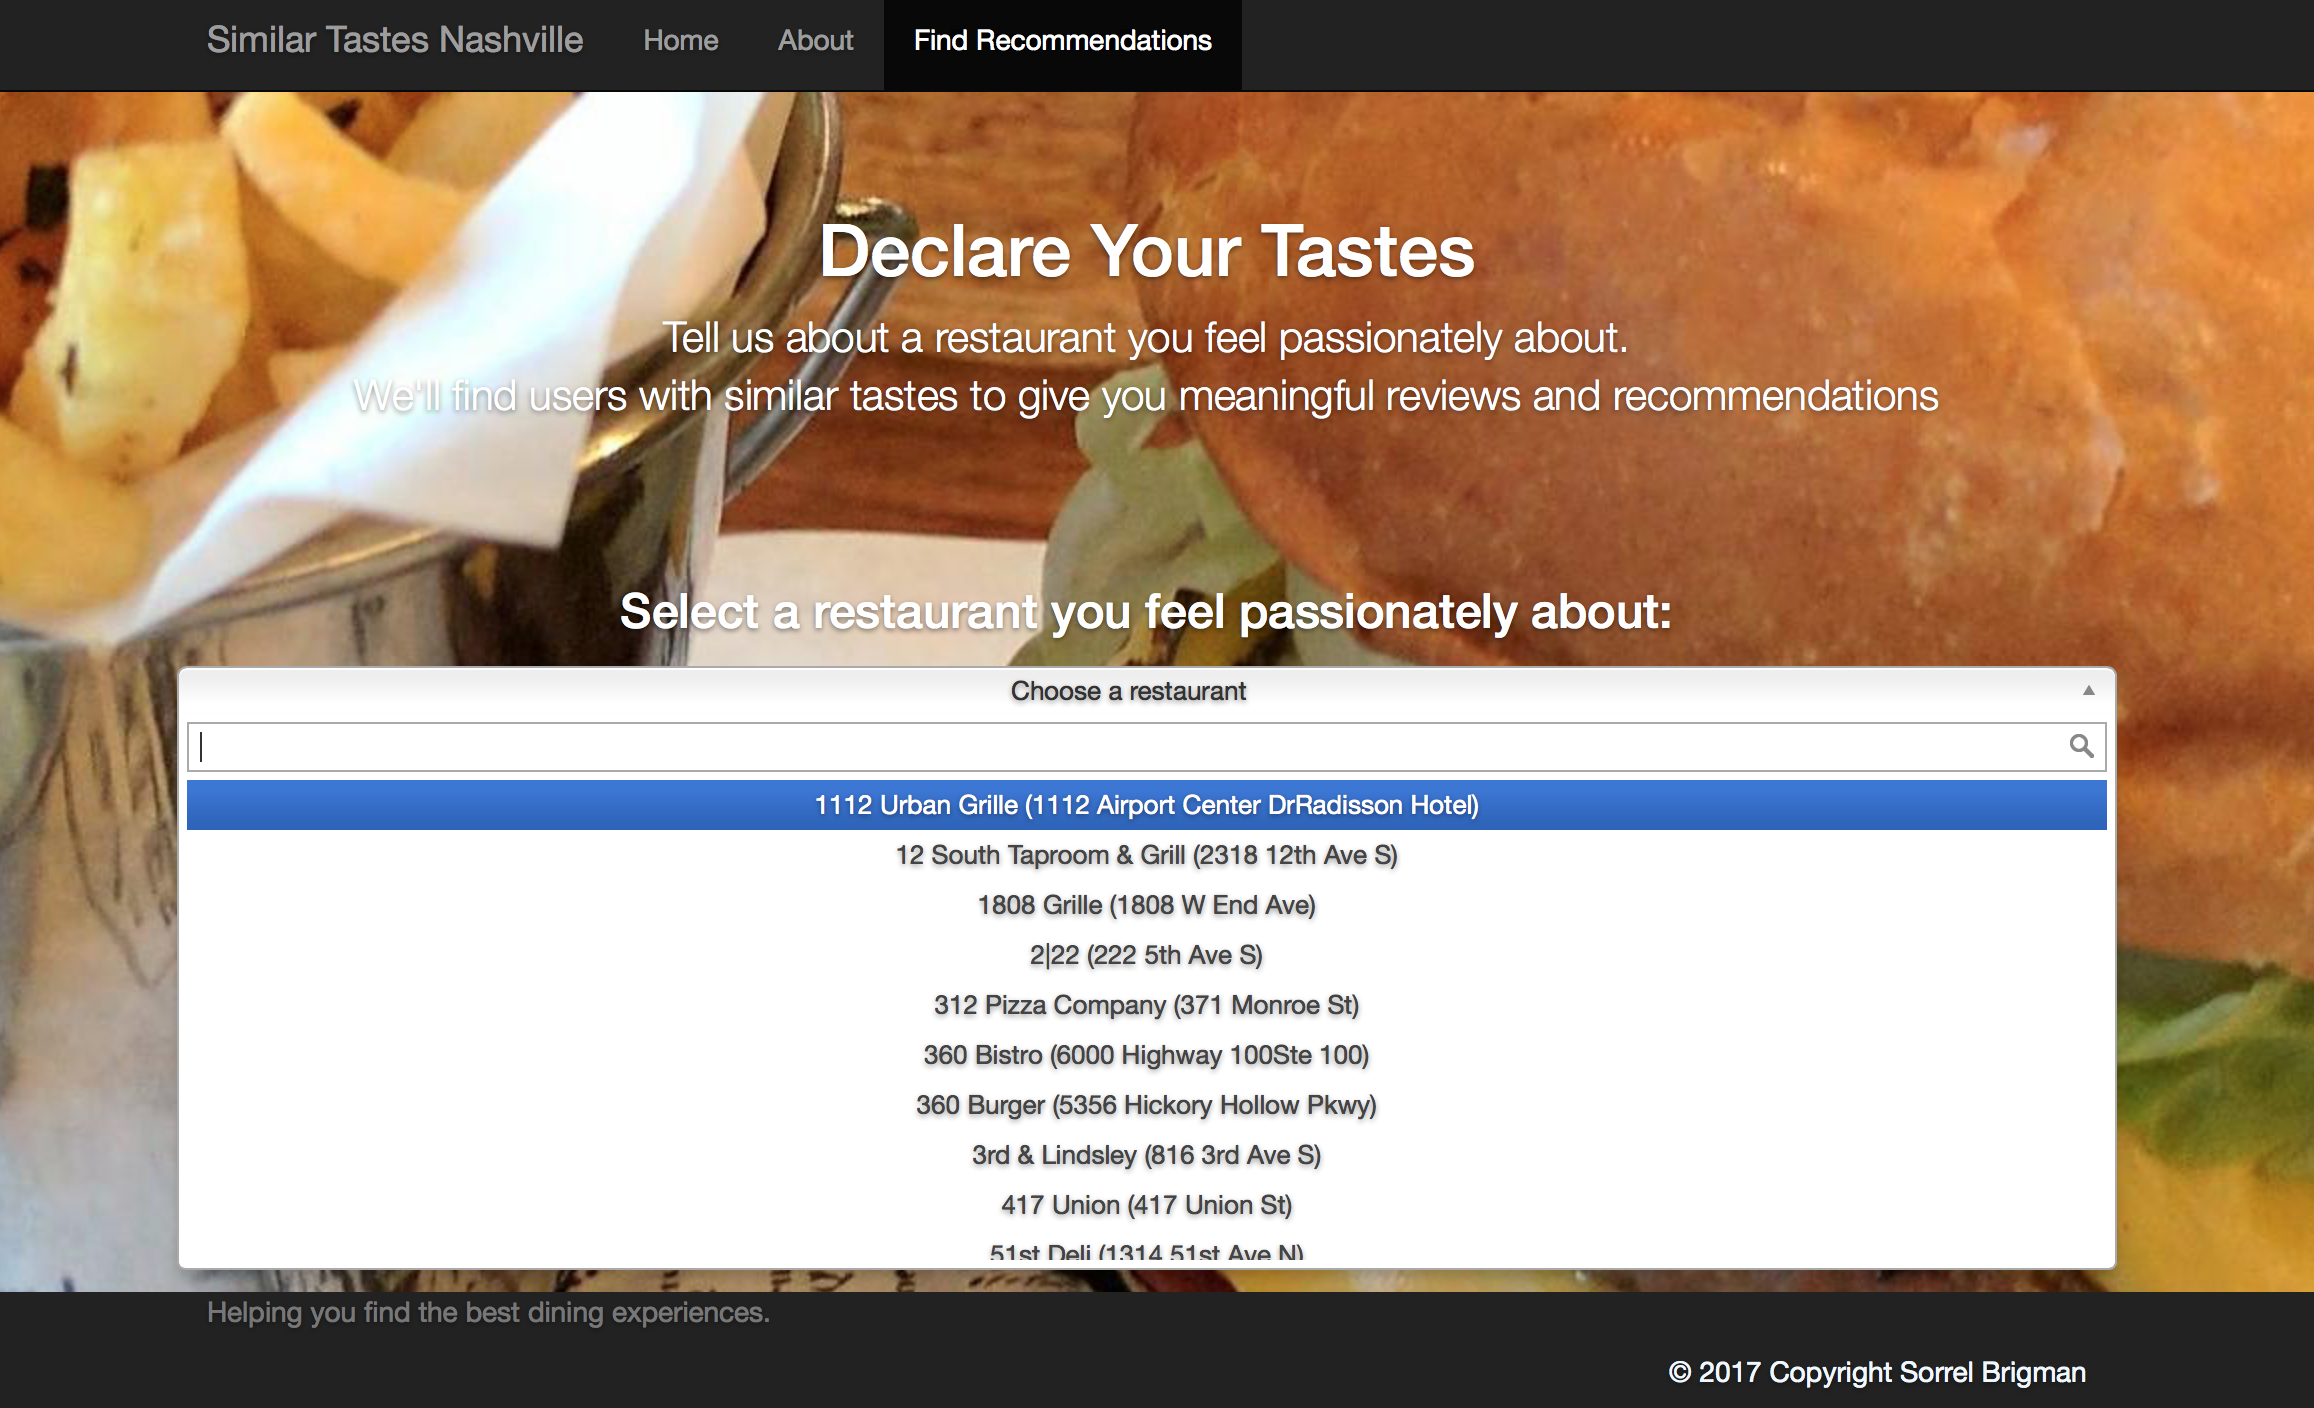 Similar Tastes Nashville Home About Find Recommendations
Declare Your Tastes
Tell us about a restaurant you feel passionately about.
We'll find users with similar tastes to give you meaningful reviews and recommendations
Select a restaurant you feel passionately about:
Choose a restaurant
1112 Urban Grille (1112 Airport Center DrRadisson Hotel)
12 South Taproom & Grill (2318 12th Ave S)
1808 Grille (1808 W End Ave)
2|22 (222 5th Ave S)
312 Pizza Company (371 Monroe St)
360 Bistro (6000 Highway 100Ste 100)
360 Burger (5356 Hickory Hollow Pkwy)
3rd & Lindsley (816 3rd Ave S)
417 Union (417 Union St)
51st Deli (1314 51st Ave N)
Helping you find the best dining experiences.
© 2017 Copyright Sorrel Brigman